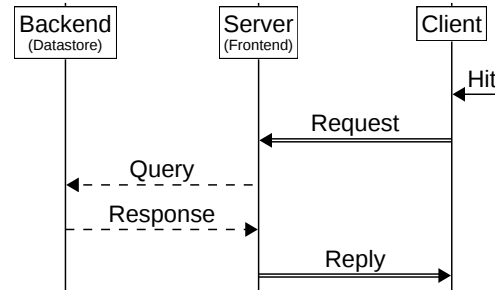 Backend
(Datastore)
Server
(Frontend)
Client
Hit
Request
Query
Response
Reply